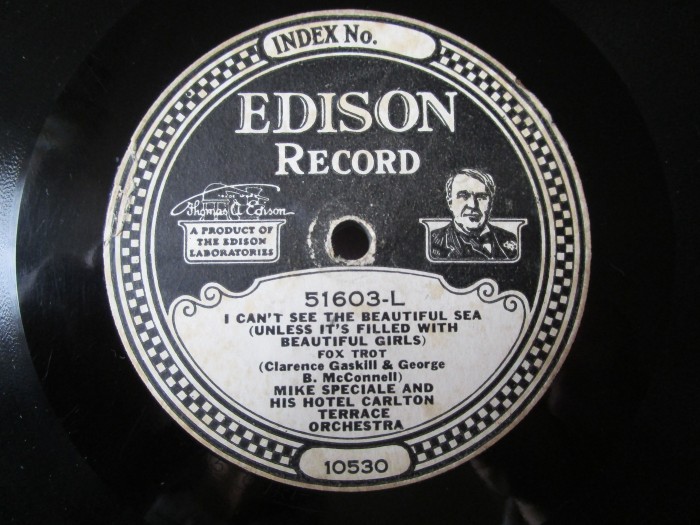 INDEX No.
EDISON
RECORD
TRADE MARK
Thomas A Edison
A PRODUCT OF
THE EDISON
LABORATORIES
51603-L
I CAN'T SEE THE BEAUTIFUL SEA
(UNLESS IT'S FILLED WITH
BEAUTIFUL GIRLS)
FOX TROT
(Clarence Gaskill & George
B. McConnell)
MIKE SPECIALE AND
HIS HOTEL CARLTON
TERRACE
ORCHESTRA
10530